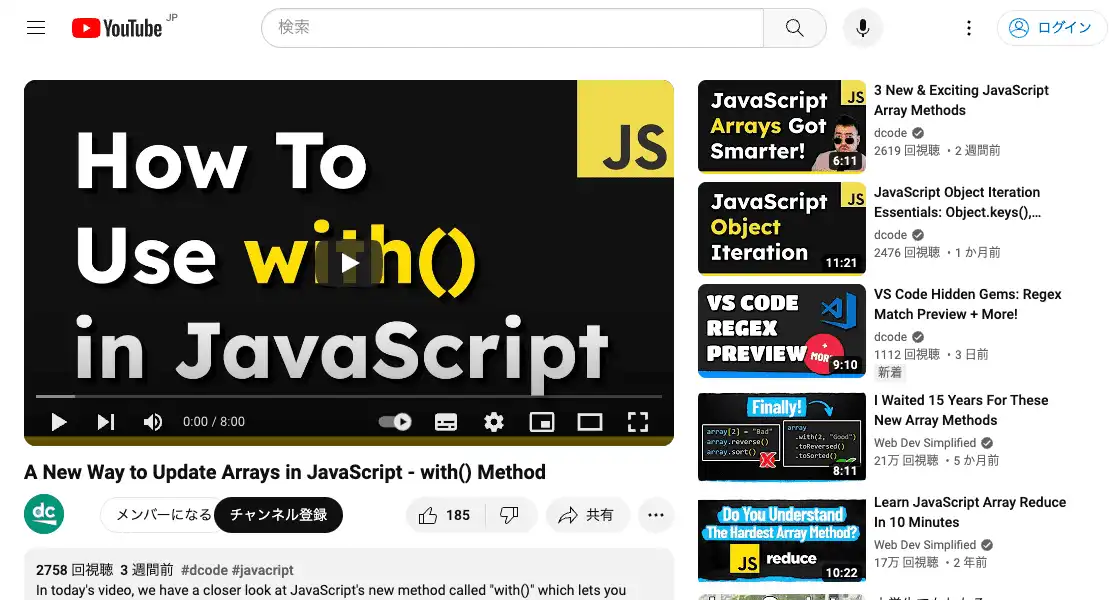 YouTube JP
検索
ログイン
How To
Use with()
in JavaScript
JS
0:00 / 8:00
A New Way to Update Arrays in JavaScript - with() Method
dc
メンバーになる
チャンネル登録
185
共有
2758 回視聴 3 週間前 #dcode #javacript
In today's video, we have a closer look at JavaScript's new method called "with()" which lets you
JavaScript
Arrays Got
Smarter!
JS
6:11
3 New & Exciting JavaScript
Array Methods
dcode
2619 回視聴 ・2 週間前
JavaScript
Object
Iteration
JS
11:21
JavaScript Object Iteration
Essentials: Object.keys(),…
dcode
2476 回視聴 ・1 か月前
VS CODE
REGEX
PREVIEW
+
MORE
9:10
VS Code Hidden Gems: Regex
Match Preview + More!
dcode
1112 回視聴 ・3 日前
新着
Finally!
array[2] = "Bad"
array.reverse()
array.sort()
array
.with(2, "Good")
.toReversed()
.toSorted()
8:11
I Waited 15 Years For These
New Array Methods
Web Dev Simplified
21万 回視聴 ・5 か月前
Do You Understand
The Hardest Array Method?
JS
reduce
10:22
Learn JavaScript Array Reduce
In 10 Minutes
Web Dev Simplified
17万 回視聴 ・2 年前